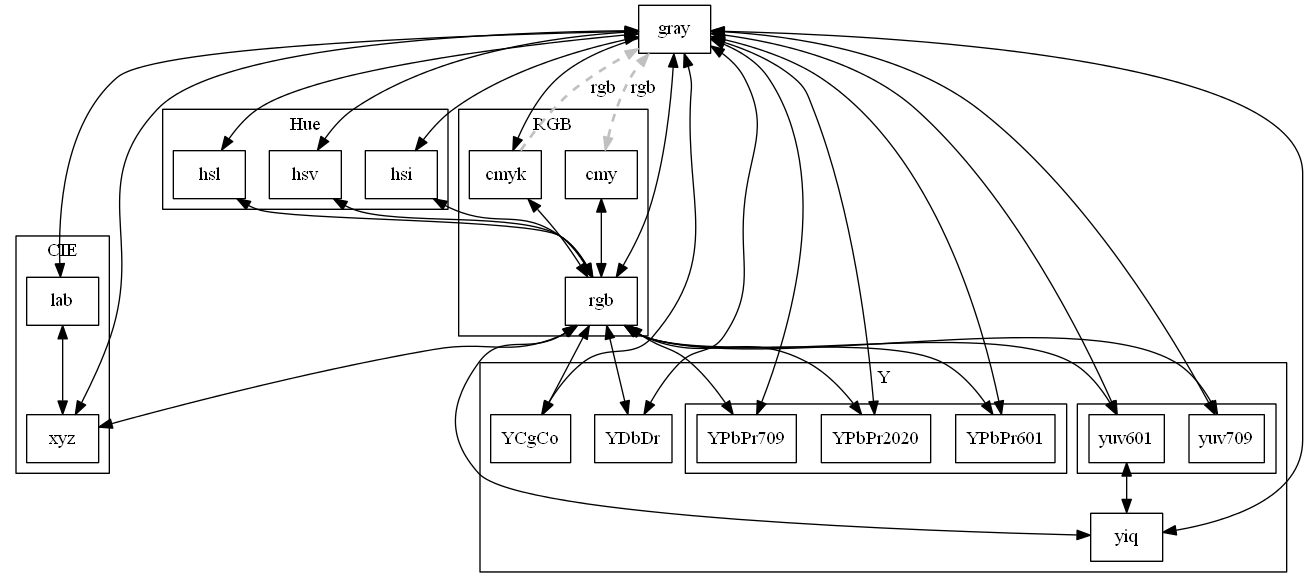 gray
rgb
rgb
Hue
RGB
hsl
hsv
hsi
cmyk
cmy
CIE
lab
rgb
Y
xyz
YCgCo
YDbDr
YPbPr709
YPbPr2020
YPbPr601
yuv601
yuv709
yiq